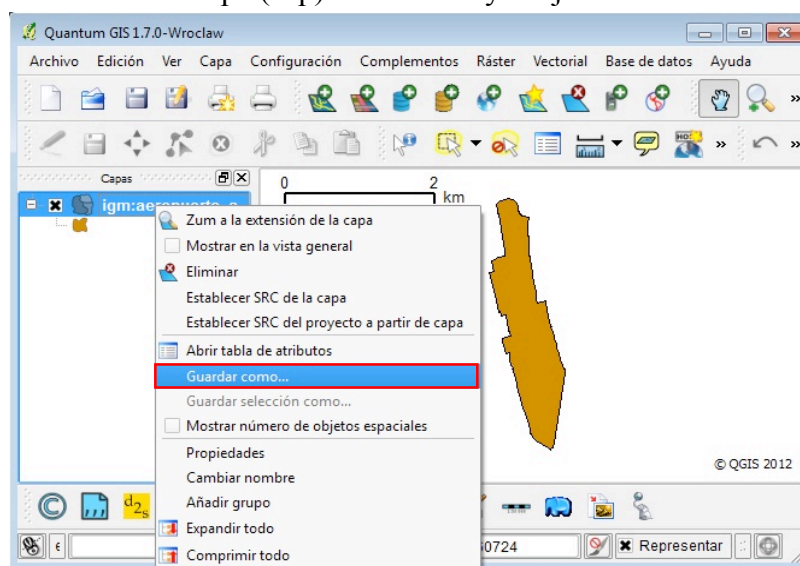 Quantum GIS 1.7.0-Wroclaw
Archivo Edición Ver Capa Configuración Complementos Ráster Vectorial Base de datos Ayuda
Capas
0 2
km
Zum a la extensión de la capa
Mostrar en la vista general
Eliminar
Establecer SRC de la capa
Establecer SRC del proyecto a partir de capa
Abrir tabla de atributos
Guardar como...
Guardar selección como...
Mostrar número de objetos espaciales
Propiedades
Cambiar nombre
Añadir grupo
Expandir todo
Comprimir todo
© QGIS 2012
Representar